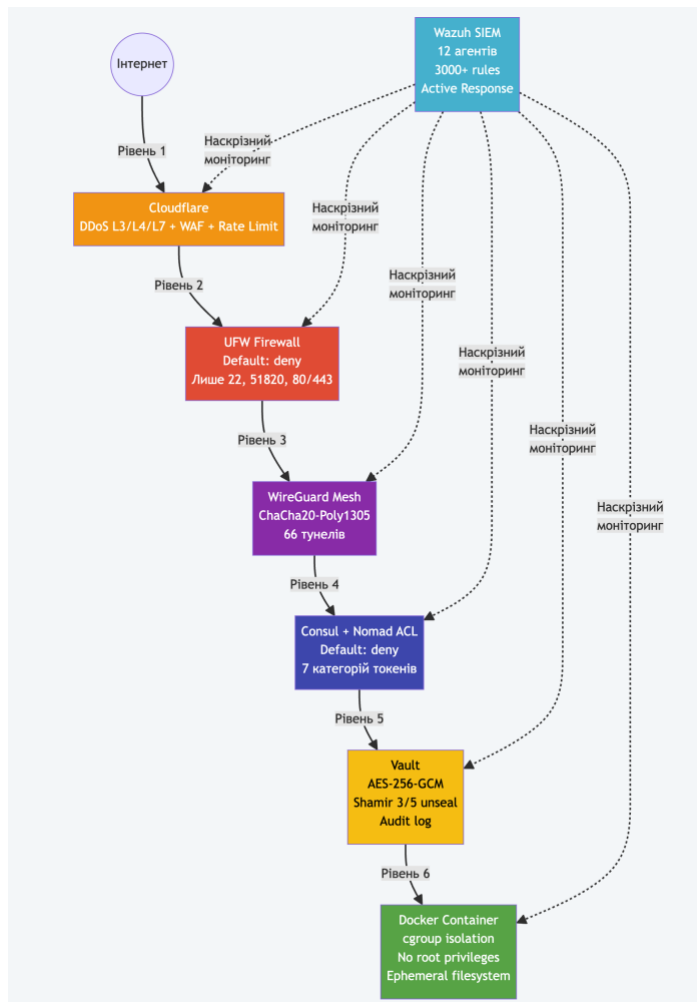 Wazuh SIEM
12 агентів
3000+ rules
Active Response
Інтернет
Рівень 1
Наскрізний
моніторинг
Cloudflare
DDoS L3/L4/L7 + WAF + Rate Limit
Наскрізний
моніторинг
Рівень 2
Наскрізний
моніторинг
UFW Firewall
Default: deny
Лише 22, 51820, 80/443
Наскрізний
моніторинг
Рівень 3
Наскрізний
моніторинг
WireGuard Mesh
ChaCha20-Poly1305
66 тунелів
Наскрізний
моніторинг
Рівень 4
Consul + Nomad ACL
Default: deny
7 категорій токенів
Рівень 5
Vault
AES-256-GCM
Shamir 3/5 unseal
Audit log
Рівень 6
Docker Container
cgroup isolation
No root privileges
Ephemeral filesystem